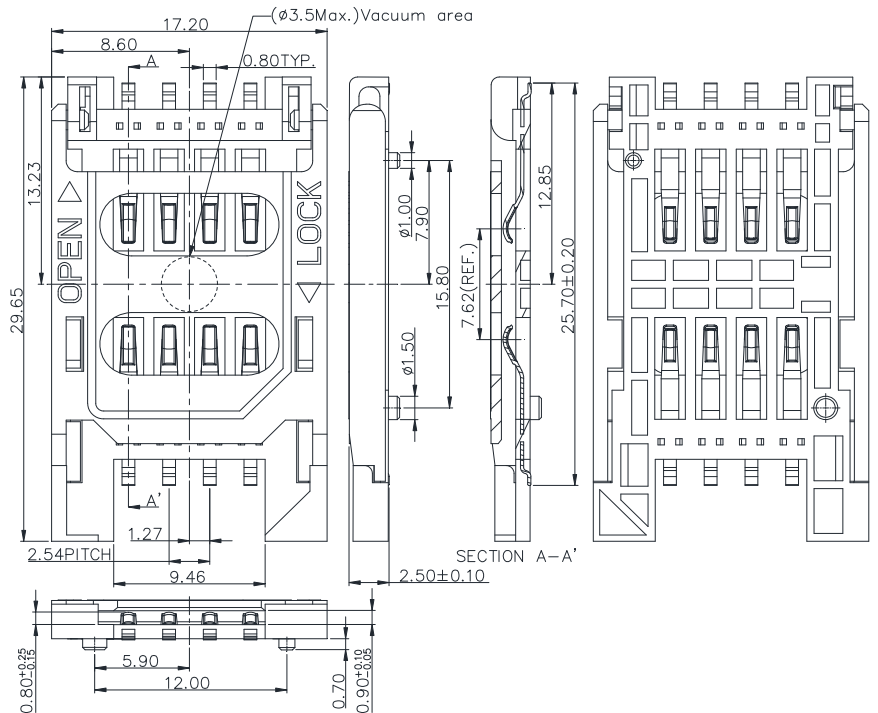 (ø3.5Max.)Vacuum area
17.20
8.60
A
0.80TYP.
13.23
29.65
OPEN
LOCK
ø1.00
7.90
15.80
ø1.50
7.62(REF.)
12.85
25.70±0.20
A'
1.27
2.54PITCH
9.46
2.50±0.10
SECTION A-A'
0.80 +0.25 -0.15
5.90
12.00
0.70
0.90 +0.10 -0.05